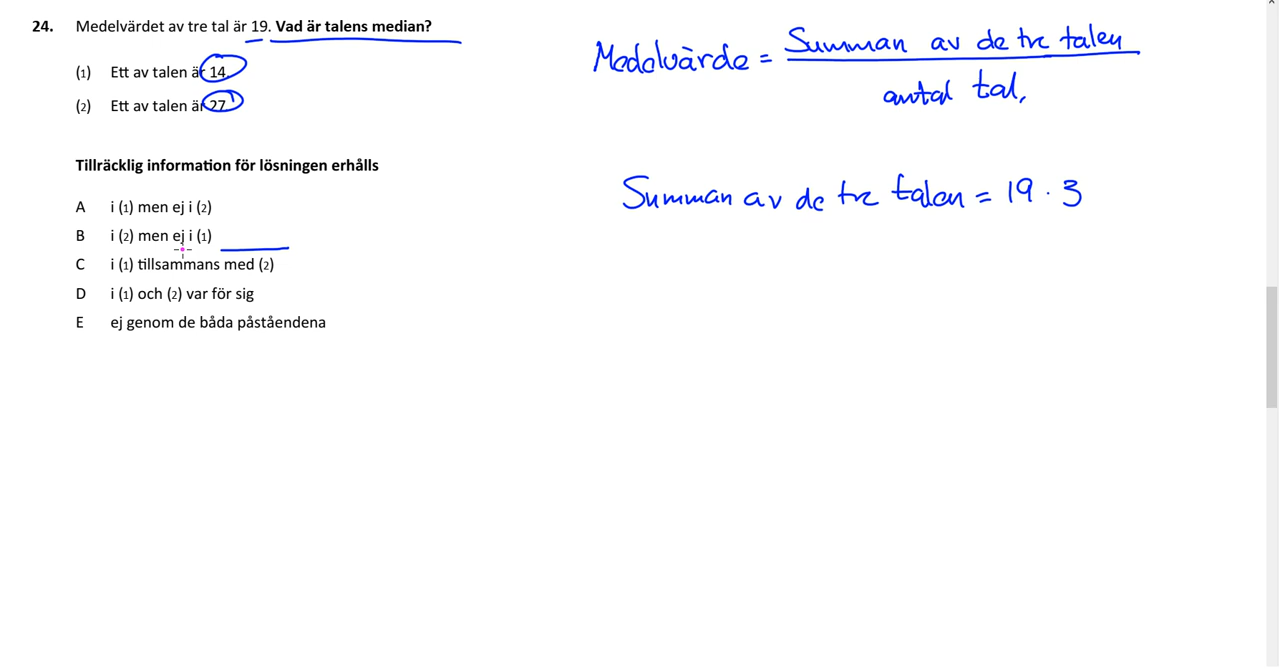 24. Medelvärdet av tre tal är 19. Vad är talens median?
(1) Ett av talen är 14.
(2) Ett av talen är 27
Tillräcklig information för lösningen erhålls
A i (1) men ej i (2)
B i (2) men ej i (1)
C i (1) tillsammans med (2)
D i (1) och (2) var för sig
E ej genom de båda påståendena
Medelvärde = Summan av de tre talen
antal tal.
Summan av de tre talen = 19 · 3